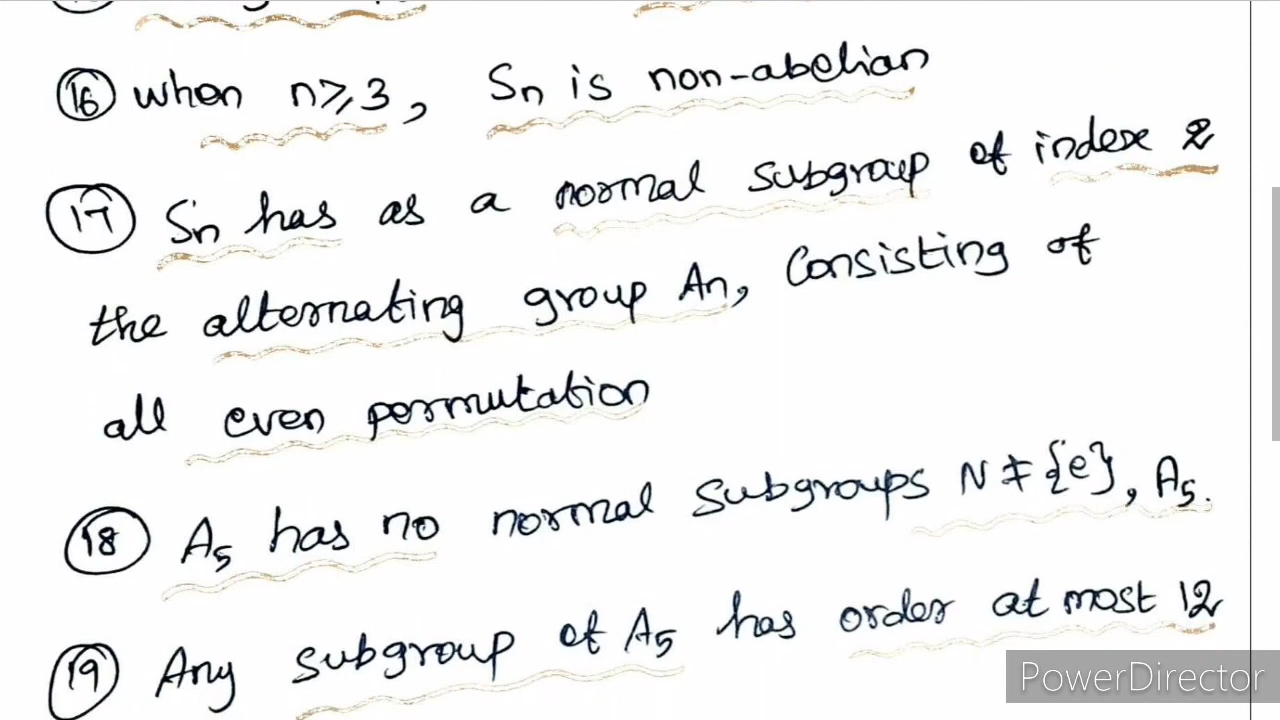 16 when n≥3, Sn is non-abelian
17 Sn has as a normal subgroup of index 2
the alternating group An, Consisting of
all even permutation
18 A5 has no normal Subgroups N≠{e}, A5.
19 Any subgroup of A5 has order at most 12
PowerDirector